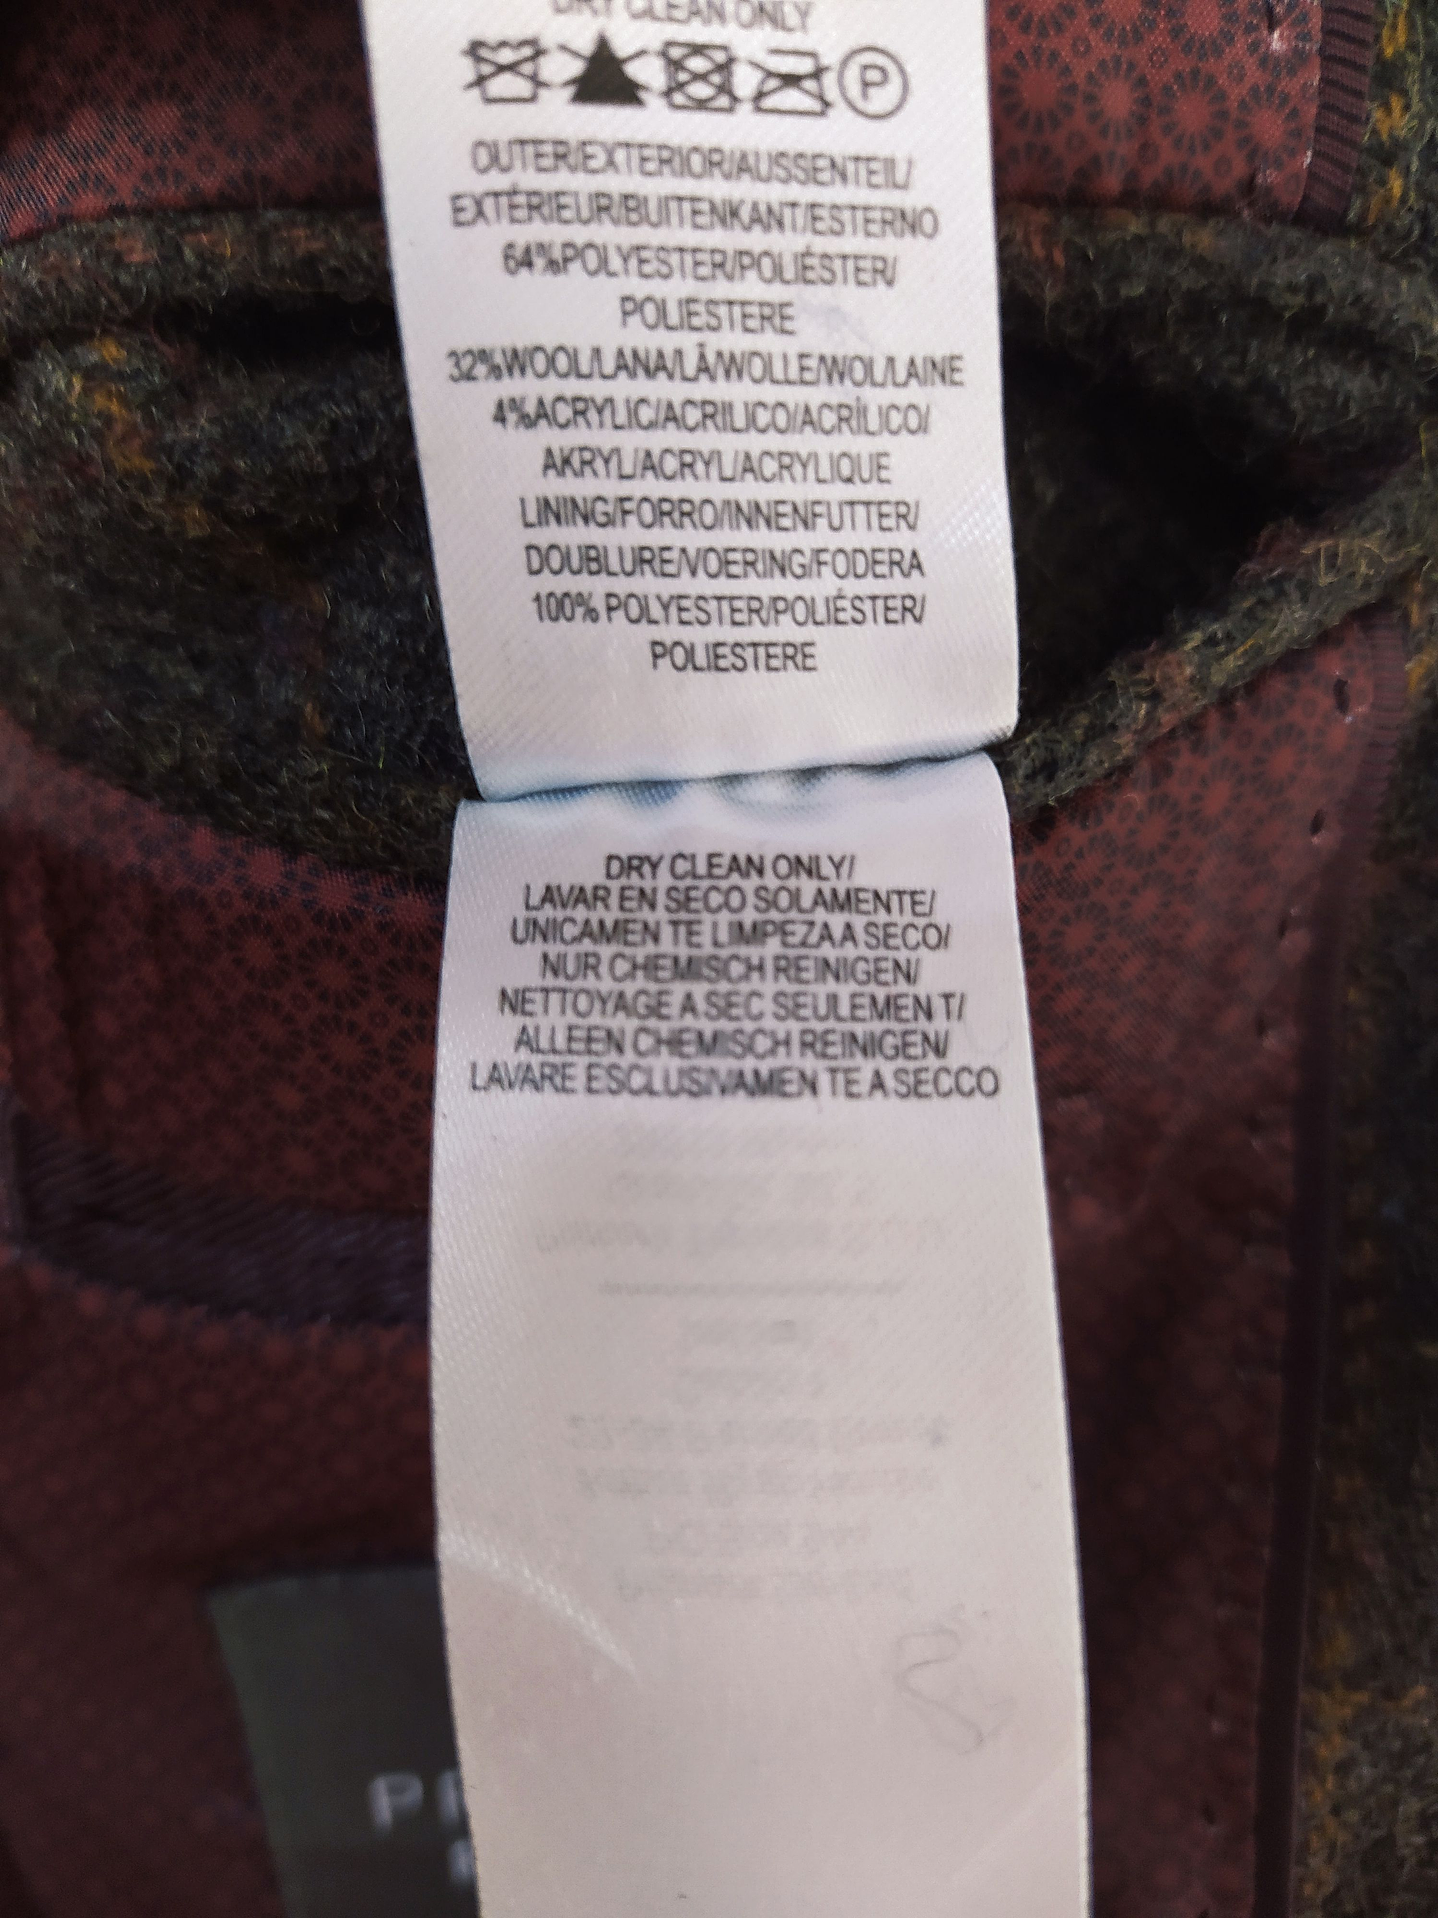 DRY CLEAN ONLY
P
OUTER/EXTERIOR/AUSSENTEIL/
EXTÉRIEUR/BUITENKANT/ESTERNO
64%POLYESTER/POLIÉSTER/
POLIESTERE
32%WOOL/LANA/LÃ/WOLLE/WOL/LAINE
4%ACRYLIC/ACRILICO/ACRÍLICO/
AKRYL/ACRYL/ACRYLIQUE
LINING/FORRO/INNENFUTTER/
DOUBLURE/VOERING/FODERA
100% POLYESTER/POLIÉSTER/
POLIESTERE
DRY CLEAN ONLY/
LAVAR EN SECO SOLAMENTE/
UNICAMEN TE LIMPEZA A SECO/
NUR CHEMISCH REINIGEN/
NETTOYAGE A SEC SEULEMEN T/
ALLEEN CHEMISCH REINIGEN/
LAVARE ESCLUSIVAMEN TE A SECCO
P